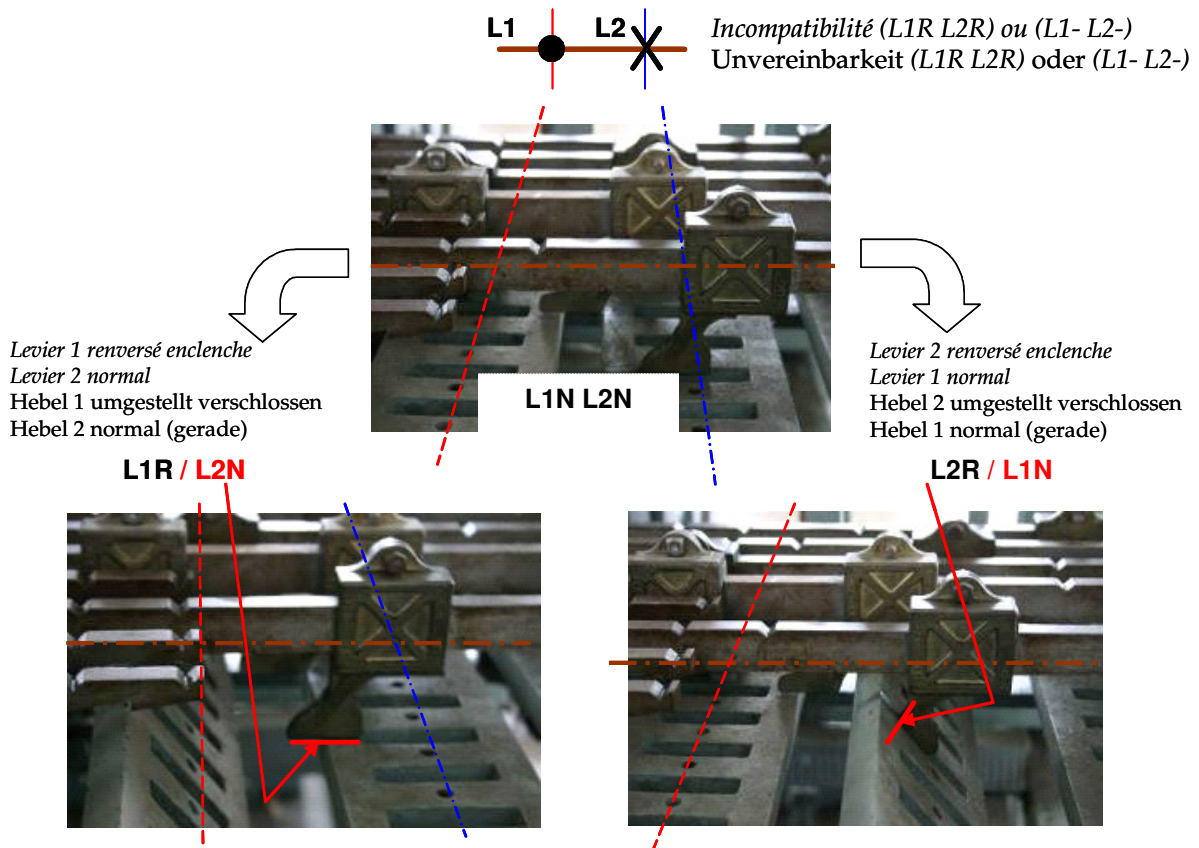 L1
L2
Incompatibilité (L1R L2R) ou (L1- L2-)
Unvereinbarkeit (L1R L2R) oder (L1- L2-)
L1N L2N
Levier 1 renversé enclenche
Levier 2 normal
Hebel 1 umgestellt verschlossen
Hebel 2 normal (gerade)
L1R / L2N
Levier 2 renversé enclenche
Levier 1 normal
Hebel 2 umgestellt verschlossen
Hebel 1 normal (gerade)
L2R / L1N